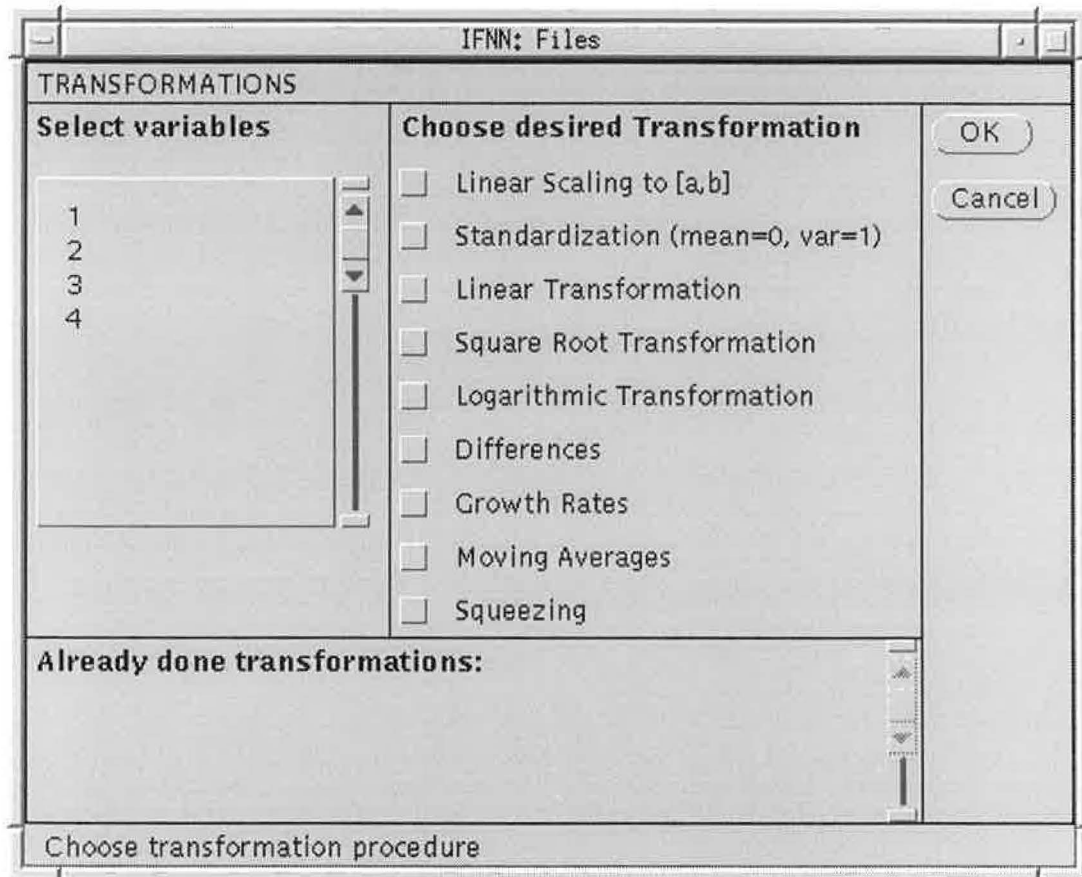 IFNN: Files
TRANSFORMATIONS
Select variables
1
2
3
4
Choose desired Transformation
Linear Scaling to [a,b]
Standardization (mean=0, var=1)
Linear Transformation
Square Root Transformation
Logarithmic Transformation
Differences
Growth Rates
Moving Averages
Squeezing
OK
Cancel
Already done transformations:
Choose transformation procedure